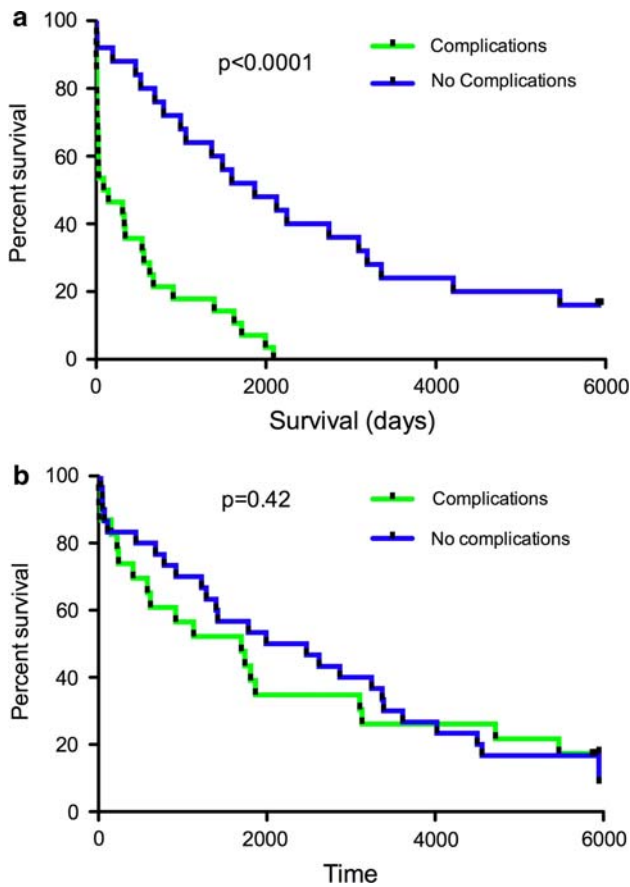 a
100
80
60
40
20
0
Percent survival
p<0.0001
Complications
No Complications
0 2000 4000 6000
Survival (days)
b
100
80
60
40
20
0
Percent survival
p=0.42
Complications
No complications
0 2000 4000 6000
Time